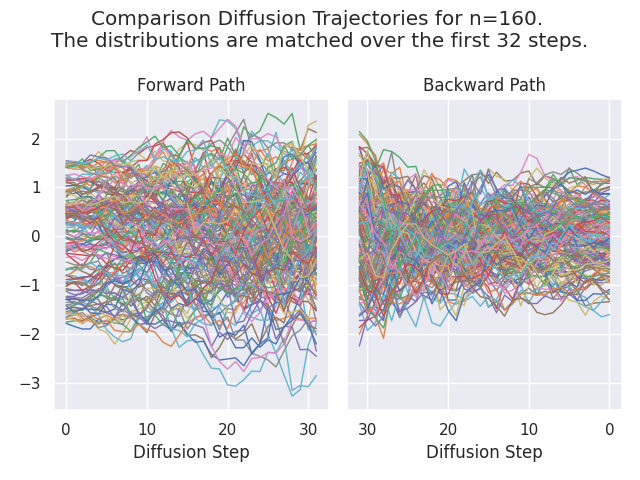 Comparison Diffusion Trajectories for n=160.
The distributions are matched over the first 32 steps.
Forward Path
Backward Path
2
1
0
−1
−2
−3
0 10 20 30
30 20 10 0
Diffusion Step
Diffusion Step